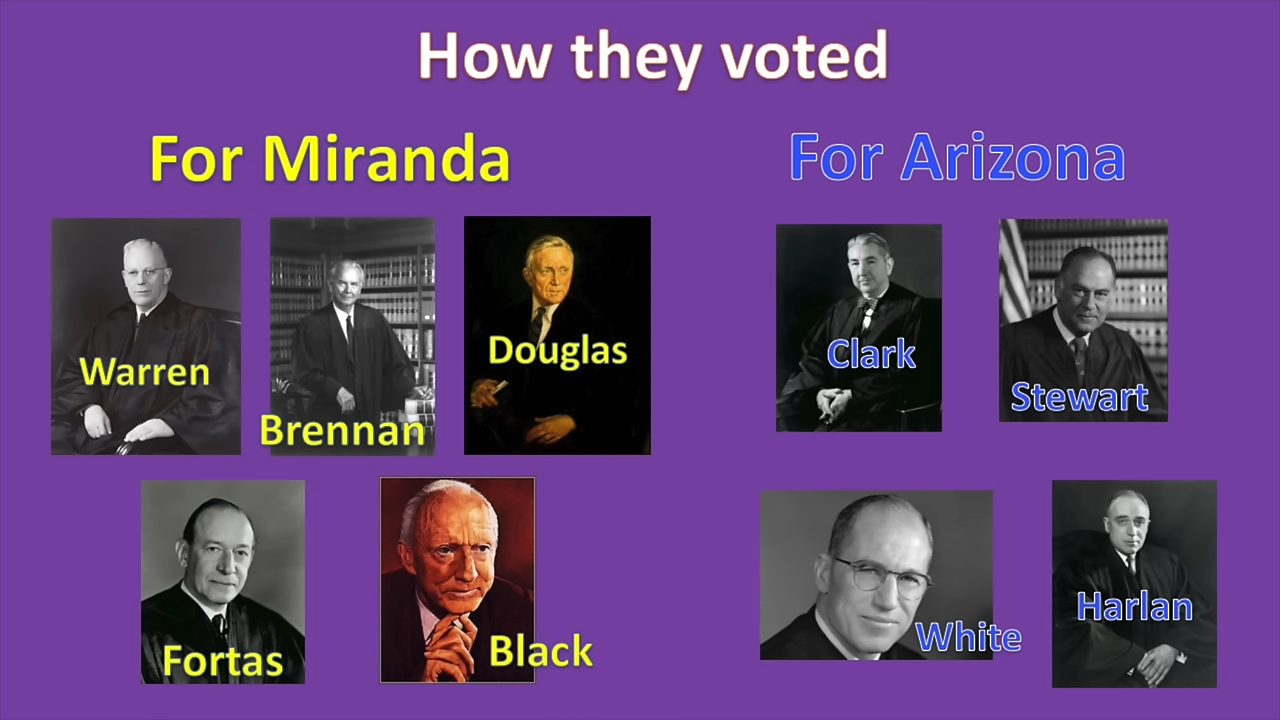 How they voted
For Miranda
For Arizona
Warren
Brennan
Douglas
Clark
Stewart
Fortas
Black
White
Harlan